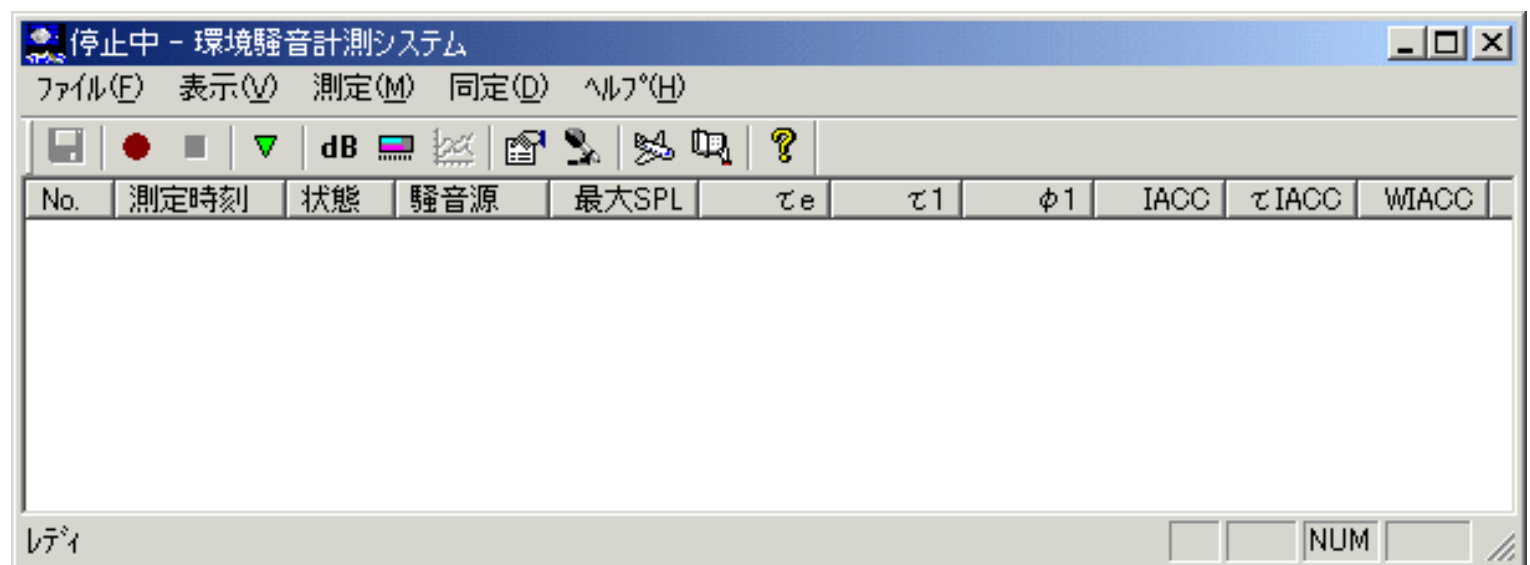 停止中 - 環境騒音計測システム
ﾌｧｲﾙ(F) 表示(V) 測定(M) 同定(D) ﾍﾙﾌﾟ(H)
dB
No. 測定時刻 状態 騒音源 最大SPL τe τ1 φ1 IACC τIACC WIACC
ﾚﾃﾞｨ NUM